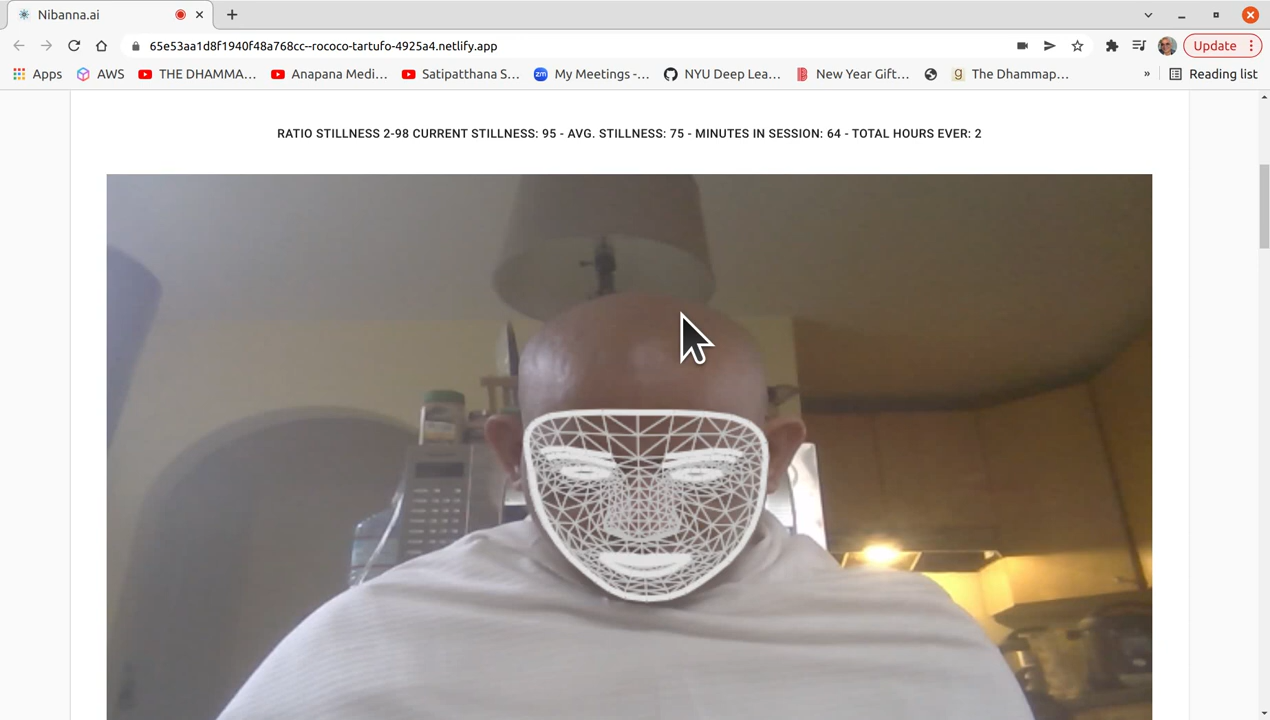 Nibanna.ai
65e53aa1d8f1940f48a768cc--rococo-tartufo-4925a4.netlify.app
Update
Apps AWS THE DHAMMA... Anapana Medi... Satipatthana S... zm My Meetings -... NYU Deep Lea... New Year Gift... g The Dhammap... » Reading list
RATIO STILLNESS 2-98 CURRENT STILLNESS: 95 - AVG. STILLNESS: 75 - MINUTES IN SESSION: 64 - TOTAL HOURS EVER: 2